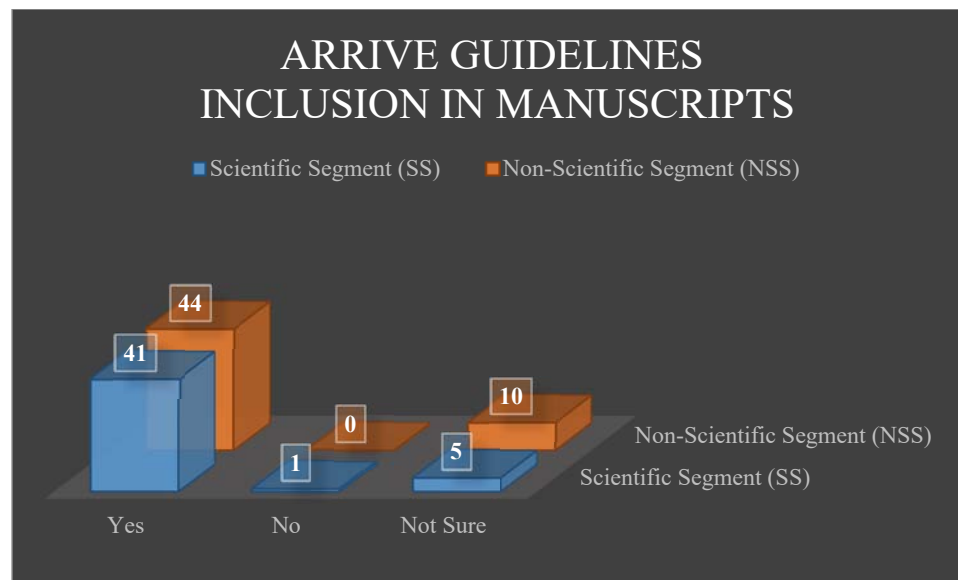 ARRIVE GUIDELINES
INCLUSION IN MANUSCRIPTS
Scientific Segment (SS) Non-Scientific Segment (NSS)
44
41
0
10
1
5
Non-Scientific Segment (NSS)
Scientific Segment (SS)
Yes No Not Sure